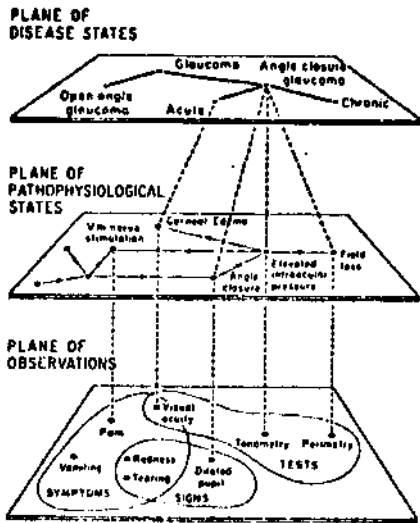 PLANE OF
DISEASE STATES
Glaucoma
Angle closure
glaucoma
Open angle
glaucoma
Acute
Chronic
PLANE OF
PATHOPHYSIOLOGICAL
STATES
Corneal Edema
nerve
stimulation
Angle
closure
Elevated
intraocular
pressure
Field
loss
PLANE OF
OBSERVATIONS
Visual
acuity
Pain
Tonometry
Perimetry
Vomiting
Redness
Tearing
Dilated
pupil
TESTS
SYMPTOMS
SIGNS